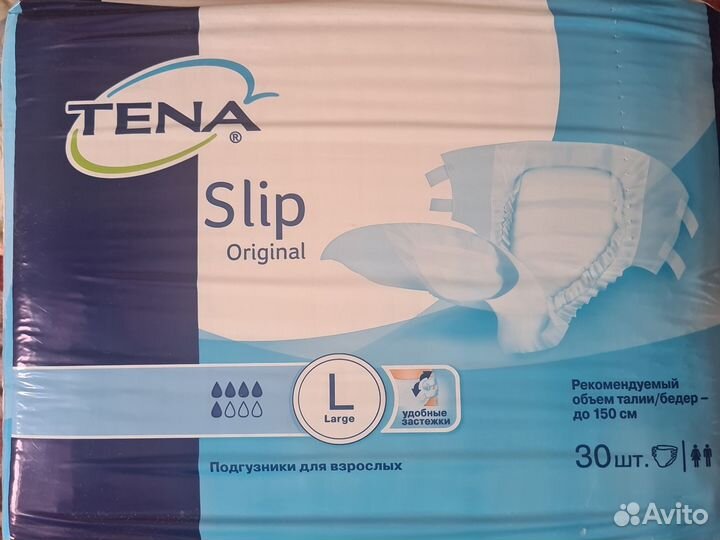 TENA®
Slip
Original
L
Large
удобные
застежки
Рекомендуемый
объем талии/бедер –
до 150 см
Подгузники для взрослых
30 шт.
Avito